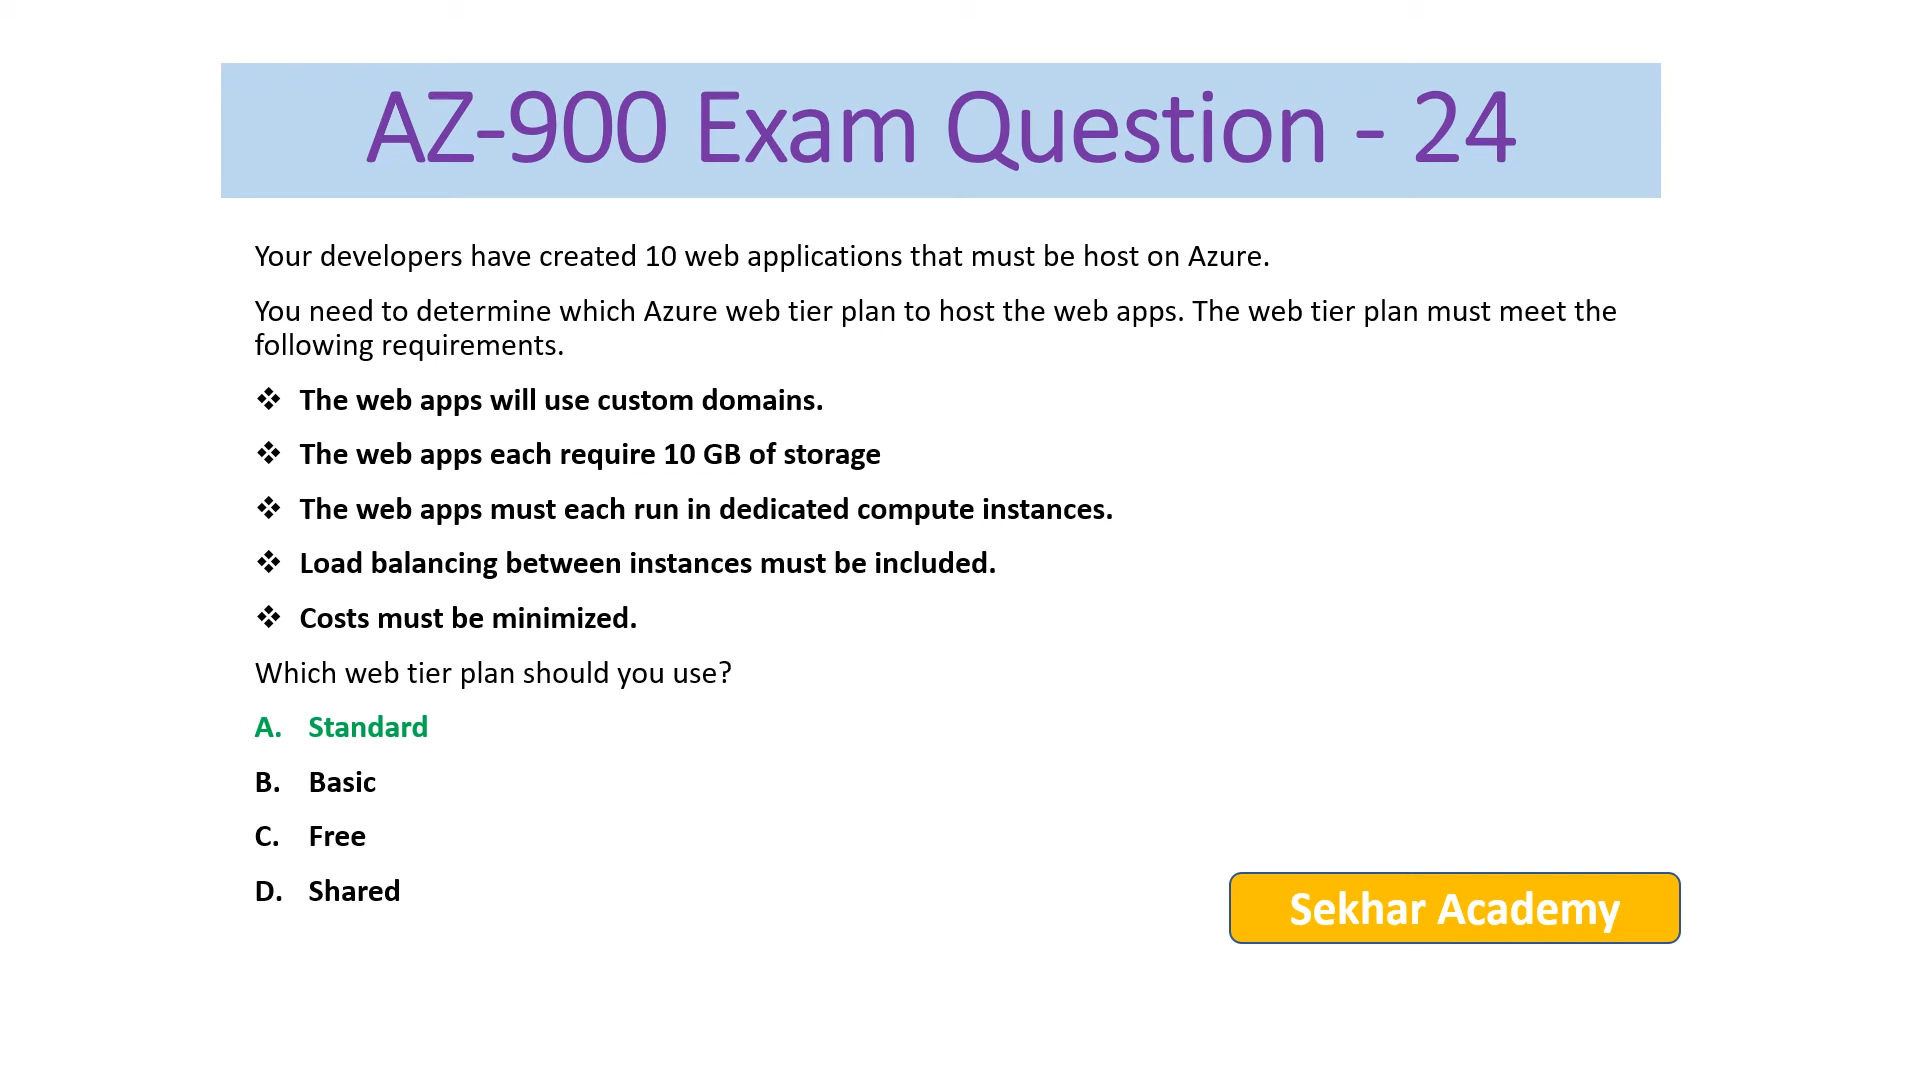 AZ-900 Exam Question - 24
Your developers have created 10 web applications that must be host on Azure.
You need to determine which Azure web tier plan to host the web apps. The web tier plan must meet the
following requirements.
❖ The web apps will use custom domains.
❖ The web apps each require 10 GB of storage
❖ The web apps must each run in dedicated compute instances.
❖ Load balancing between instances must be included.
❖ Costs must be minimized.
Which web tier plan should you use?
A. Standard
B. Basic
C. Free
D. Shared
Sekhar Academy